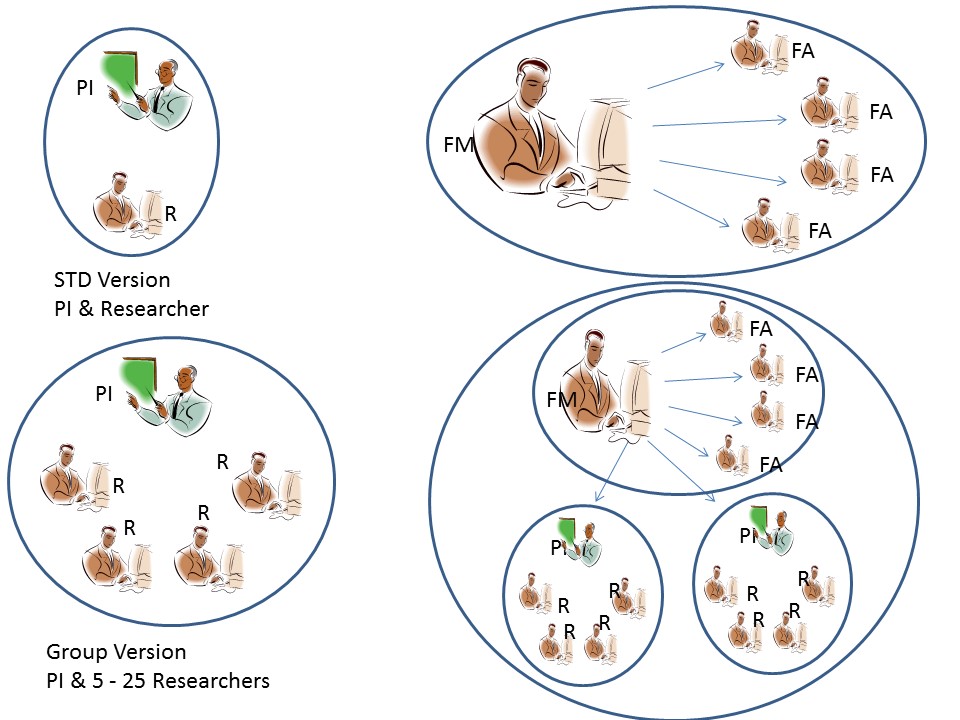 PI
R
STD Version
PI & Researcher
PI
R
R
R
R
Group Version
PI & 5 - 25 Researchers
FM
FA
FA
FA
FA
FM
FA
FA
FA
FA
PI
R
R
R
R
PI
R
R
R
R